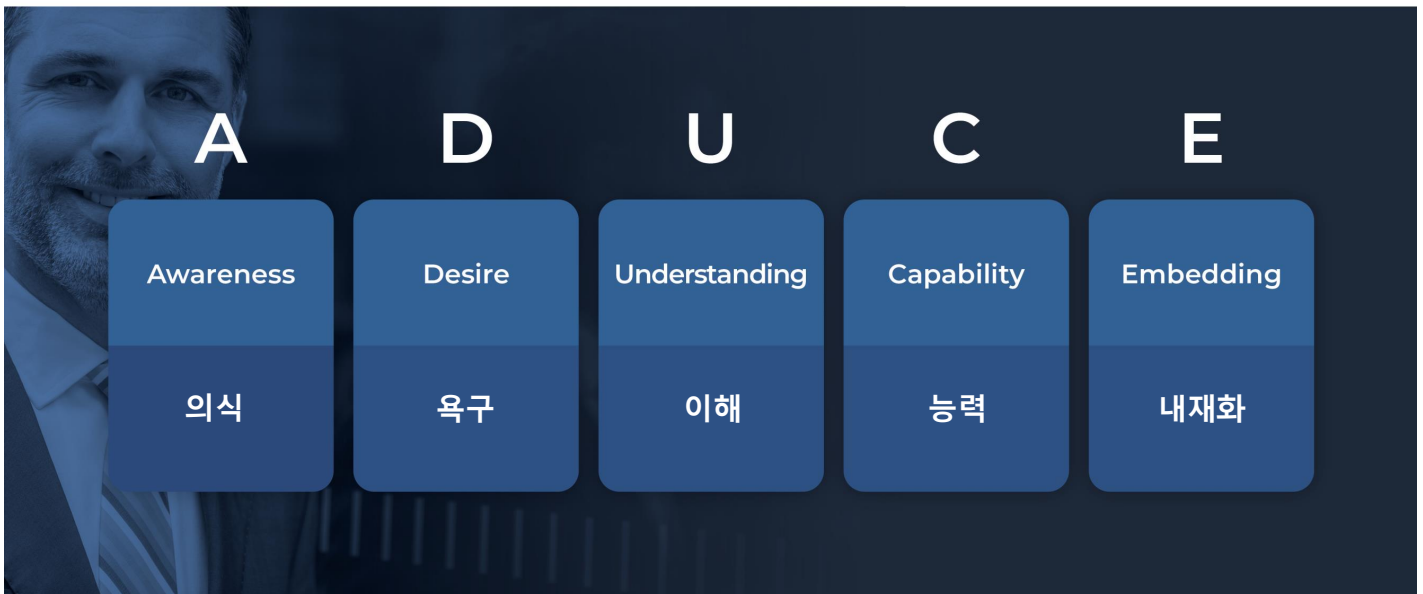 A D U C E
Awareness Desire Understanding Capability Embedding
의식 욕구 이해 능력 내재화